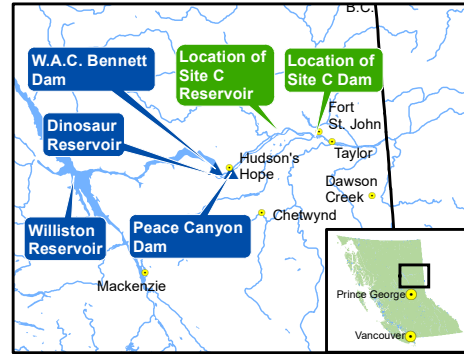 B.C.
W.A.C. Bennett
Dam
Location of
Site C
Reservoir
Location of
Site C Dam
Fort
St. John
Dinosaur
Reservoir
Taylor
Hudson's
Hope
Dawson
Creek
Chetwynd
Williston
Reservoir
Peace Canyon
Dam
Mackenzie
Prince George
Vancouver